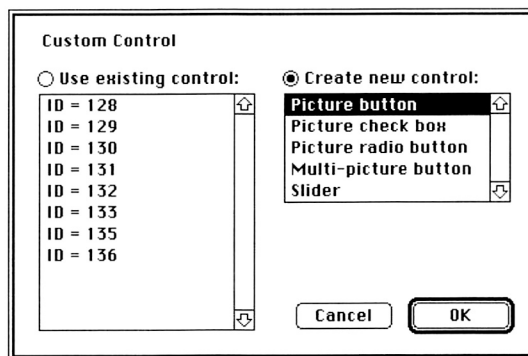 Custom Control
Use existing control:
ID = 128
ID = 129
ID = 130
ID = 131
ID = 132
ID = 133
ID = 135
ID = 136
Create new control:
Picture button
Picture check box
Picture radio button
Multi-picture button
Slider
Cancel
OK